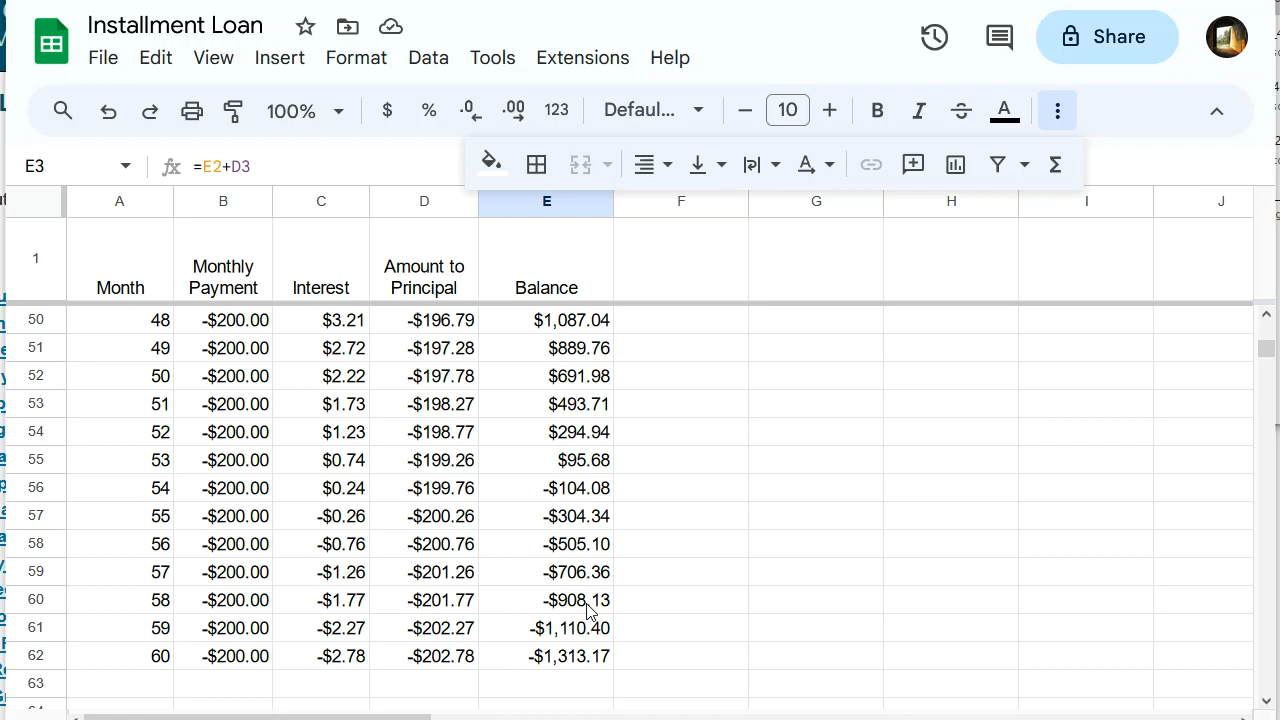 Installment Loan
File Edit View Insert Format Data Tools Extensions Help
Share
100% $ % .0 .00 123 Defaul... 10 B I A
E3 fx =E2+D3
A B C D E F G H I J
1 Month Monthly Payment Interest Amount to Principal Balance
50 48 -$200.00 $3.21 -$196.79 $1,087.04
51 49 -$200.00 $2.72 -$197.28 $889.76
52 50 -$200.00 $2.22 -$197.78 $691.98
53 51 -$200.00 $1.73 -$198.27 $493.71
54 52 -$200.00 $1.23 -$198.77 $294.94
55 53 -$200.00 $0.74 -$199.26 $95.68
56 54 -$200.00 $0.24 -$199.76 -$104.08
57 55 -$200.00 -$0.26 -$200.26 -$304.34
58 56 -$200.00 -$0.76 -$200.76 -$505.10
59 57 -$200.00 -$1.26 -$201.26 -$706.36
60 58 -$200.00 -$1.77 -$201.77 -$908.13
61 59 -$200.00 -$2.27 -$202.27 -$1,110.40
62 60 -$200.00 -$2.78 -$202.78 -$1,313.17
63